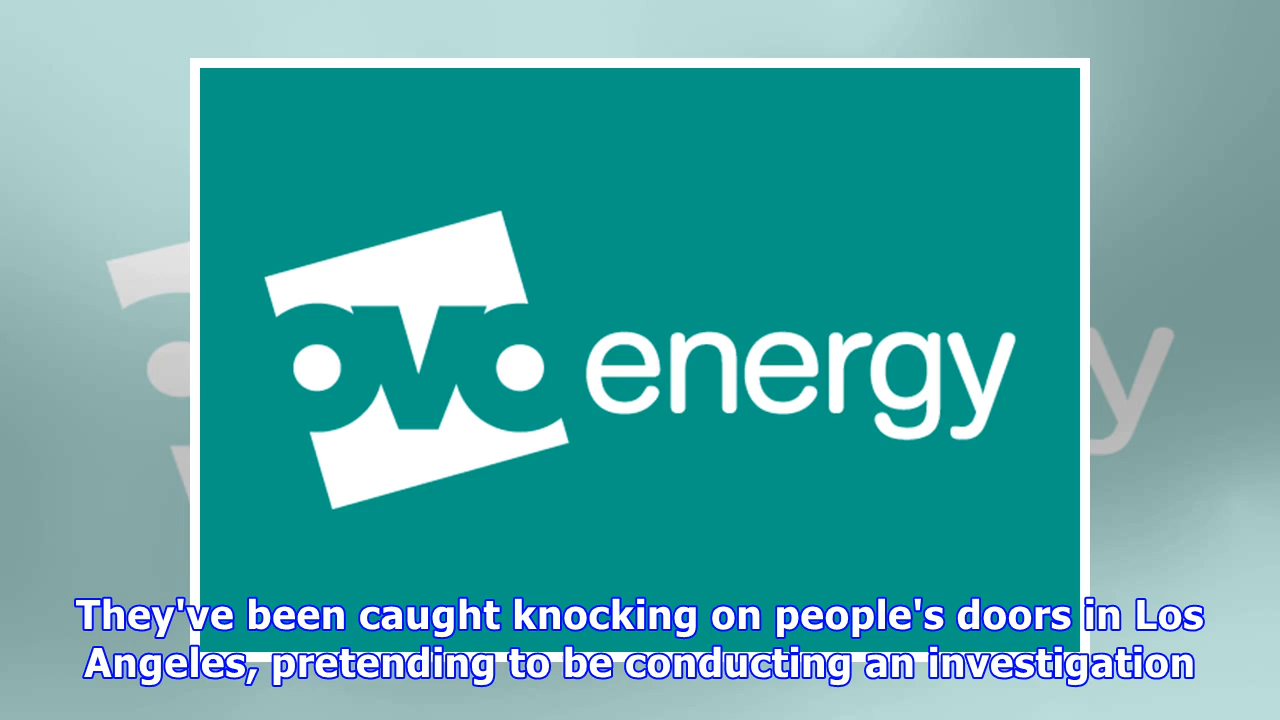 ovo energy
They've been caught knocking on people's doors in Los
Angeles, pretending to be conducting an investigation